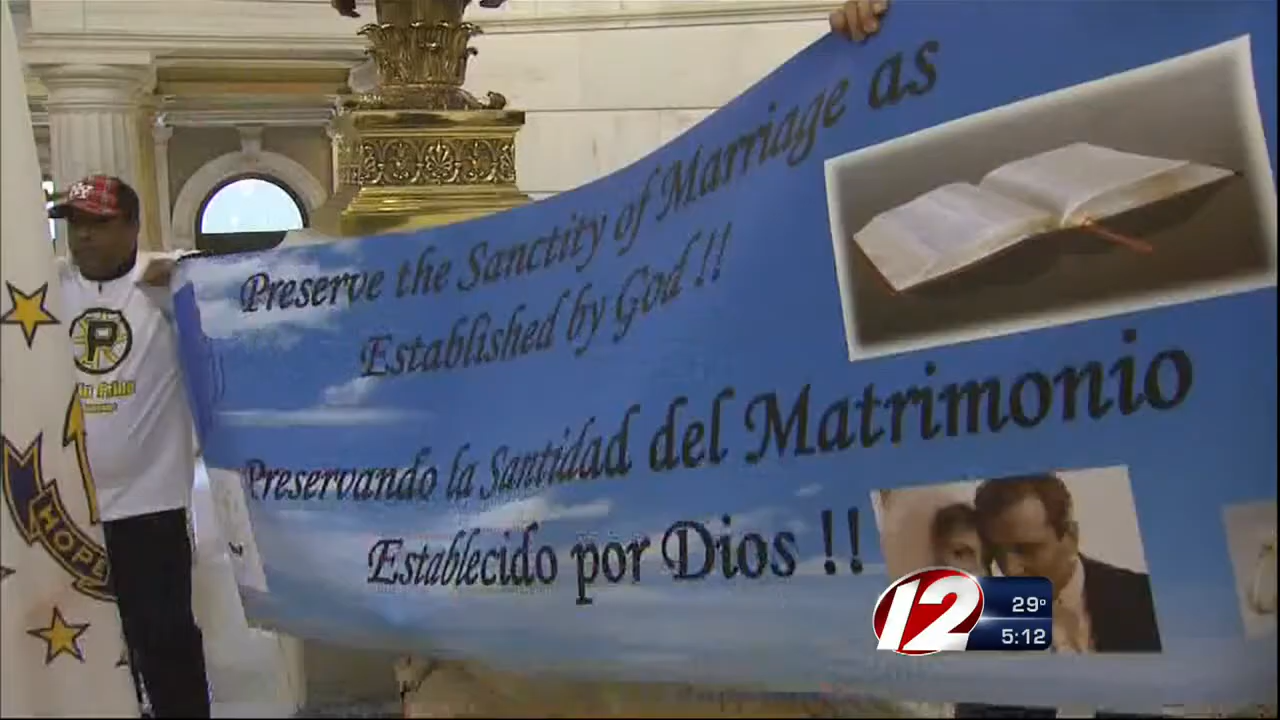 Preserve the Sanctity of Marriage as
Established by God !!
Preservando la Santidad del Matrimonio
Establecido por Dios !!
NY
P
HOPE
12
29°
5:12